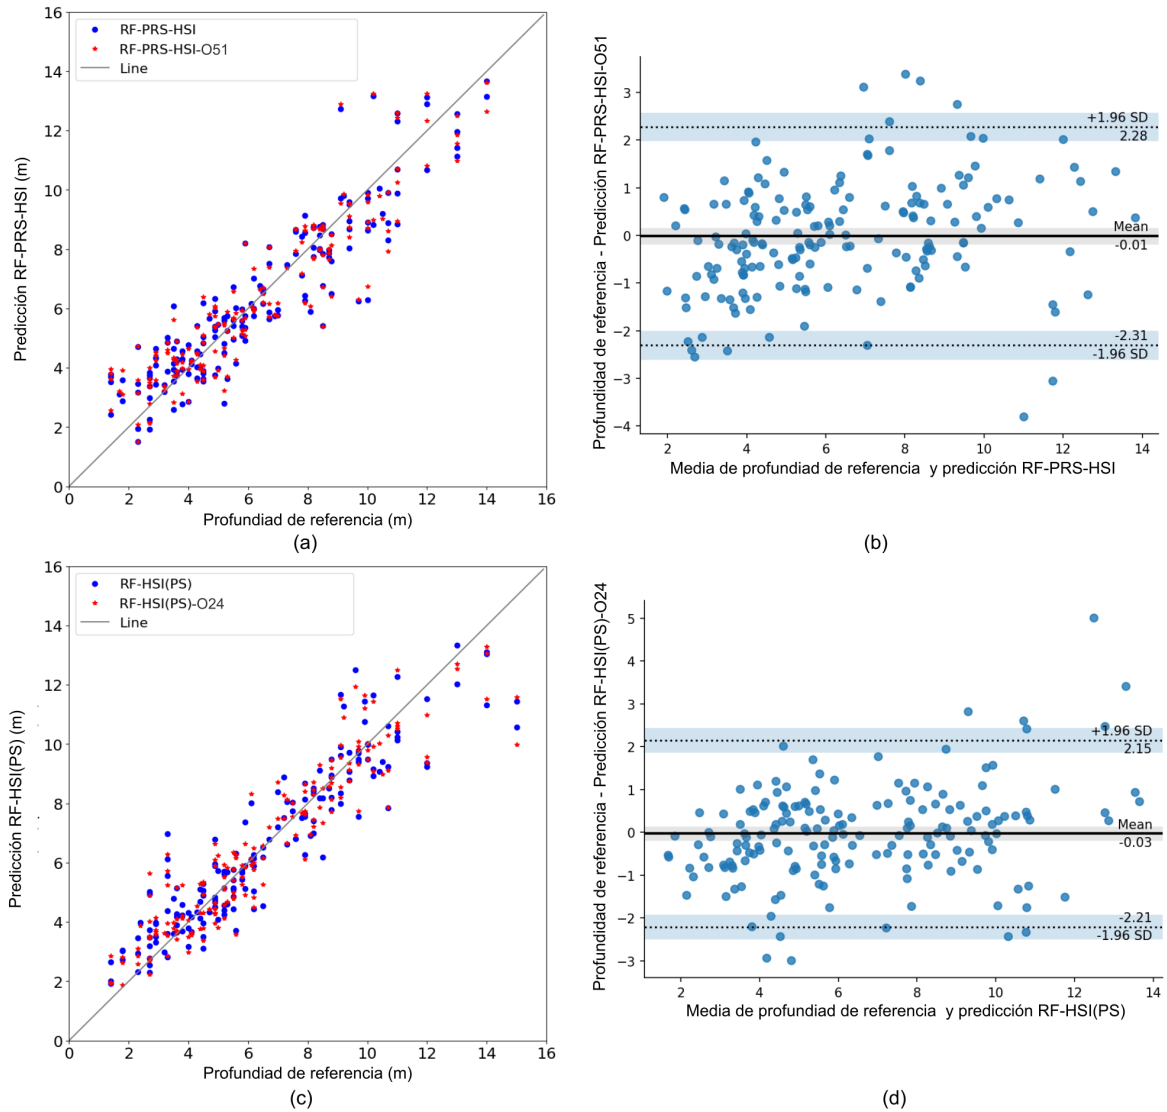 RF-PRS-HSI
RF-PRS-HSI-O51
Line
Predicción RF-PRS-HSI (m)
16
14
12
10
8
6
4
2
0
0 2 4 6 8 10 12 14 16
Profundiad de referencia (m)
(a)
Profundidad de referencia - Predicción RF-PRS-HSI-O51
3
2
1
0
−1
−2
−3
−4
+1.96 SD
2.28
Mean
-0.01
-2.31
-1.96 SD
2 4 6 8 10 12 14
Media de profundiad de referencia y predicción RF-PRS-HSI
(b)
RF-HSI(PS)
RF-HSI(PS)-O24
Line
Predicción RF-HSI(PS) (m)
16
14
12
10
8
6
4
2
0
0 2 4 6 8 10 12 14 16
Profundiad de referencia (m)
(c)
Profundiad de referencia - Predicción RF-HSI(PS)-O24
5
4
3
2
1
0
−1
−2
−3
+1.96 SD
2.15
Mean
-0.03
-2.21
-1.96 SD
2 4 6 8 10 12 14
Media de profundiad de referencia y predicción RF-HSI(PS)
(d)